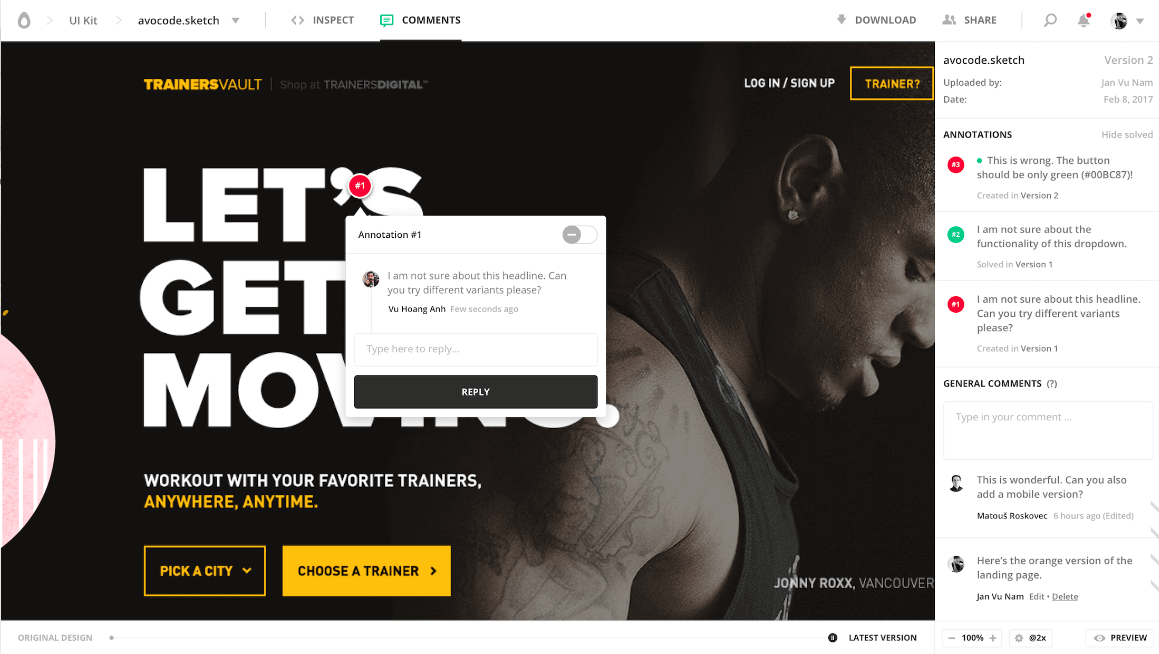 UI Kit
avocode.sketch
INSPECT
COMMENTS
DOWNLOAD
SHARE
TRAINERSVAULT
Shop at TRAINERSDIGITAL™
LOG IN / SIGN UP
TRAINER?
LET'S
GET
MOVING.
#1
Annotation #1
I am not sure about this headline. Can
you try different variants please?
Vu Hoang Anh Few seconds ago
Type here to reply...
REPLY
WORKOUT WITH YOUR FAVORITE TRAINERS,
ANYWHERE, ANYTIME.
PICK A CITY
CHOOSE A TRAINER
JONNY ROXX, VANCOUVER
ORIGINAL DESIGN
LATEST VERSION
avocode.sketch
Version 2
Uploaded by:
Jan Vu Nam
Date:
Feb 8, 2017
ANNOTATIONS
Hide solved
#3
This is wrong. The button
should be only green (#00BC87)!
Created in Version 2
#2
I am not sure about the
functionality of this dropdown.
Solved in Version 1
#1
I am not sure about this headline.
Can you try different variants
please?
Created in Version 1
GENERAL COMMENTS (?)
Type in your comment ...
This is wonderful. Can you also
add a mobile version?
Matouš Roskovec 6 hours ago (Edited)
Here's the orange version of the
landing page.
Jan Vu Nam Edit • Delete
− 100% +
@2x
PREVIEW